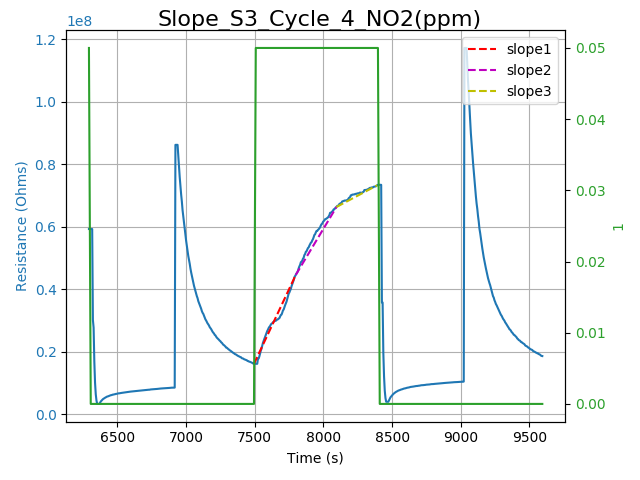 Slope_S3_Cycle_4_NO2(ppm)
1e8
1.2
1.0
0.8
0.6
0.4
0.2
0.0
Resistance (Ohms)
slope1
slope2
slope3
0.05
0.04
0.03
0.02
0.01
0.00
1
6500 7000 7500 8000 8500 9000 9500
Time (s)